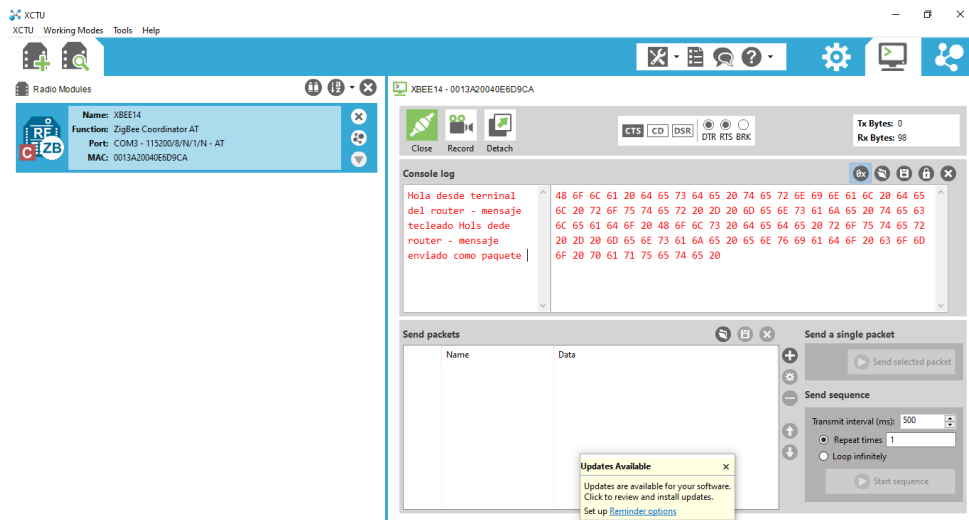 XCTU
XCTU Working Modes Tools Help
Radio Modules
XBEE14 - 0013A20040E6D9CA
Name: XBEE14
Function: ZigBee Coordinator AT
Port: COM3 - 115200/8/N/1/N - AT
MAC: 0013A20040E6D9CA
RF
C ZB
Close Record Detach
CTS CD DSR DTR RTS BRK
Tx Bytes: 0
Rx Bytes: 98
Console log
Hola desde terninal
del router - mensaje
tecleado Hols dede
router - mensaje
enviado como paquete
48 6F 6C 61 20 64 65 73 64 65 20 74 65 72 6E 69 6E 61 6C 20 64 65
6C 20 72 6F 75 74 65 72 20 2D 20 6D 65 6E 73 61 6A 65 20 74 65 63
6C 65 61 64 6F 20 48 6F 6C 73 20 64 65 64 65 20 72 6F 75 74 65 72
20 2D 20 6D 65 6E 73 61 6A 65 20 65 6E 76 69 61 64 6F 20 63 6F 6D
6F 20 70 61 71 75 65 74 65 20
Send packets
Name Data
Send a single packet
Send selected packet
Send sequence
Transmit interval (ms): 500
Repeat times 1
Loop infinitely
Start sequence
Updates Available
Updates are available for your software.
Click to review and install updates.
Set up Reminder options